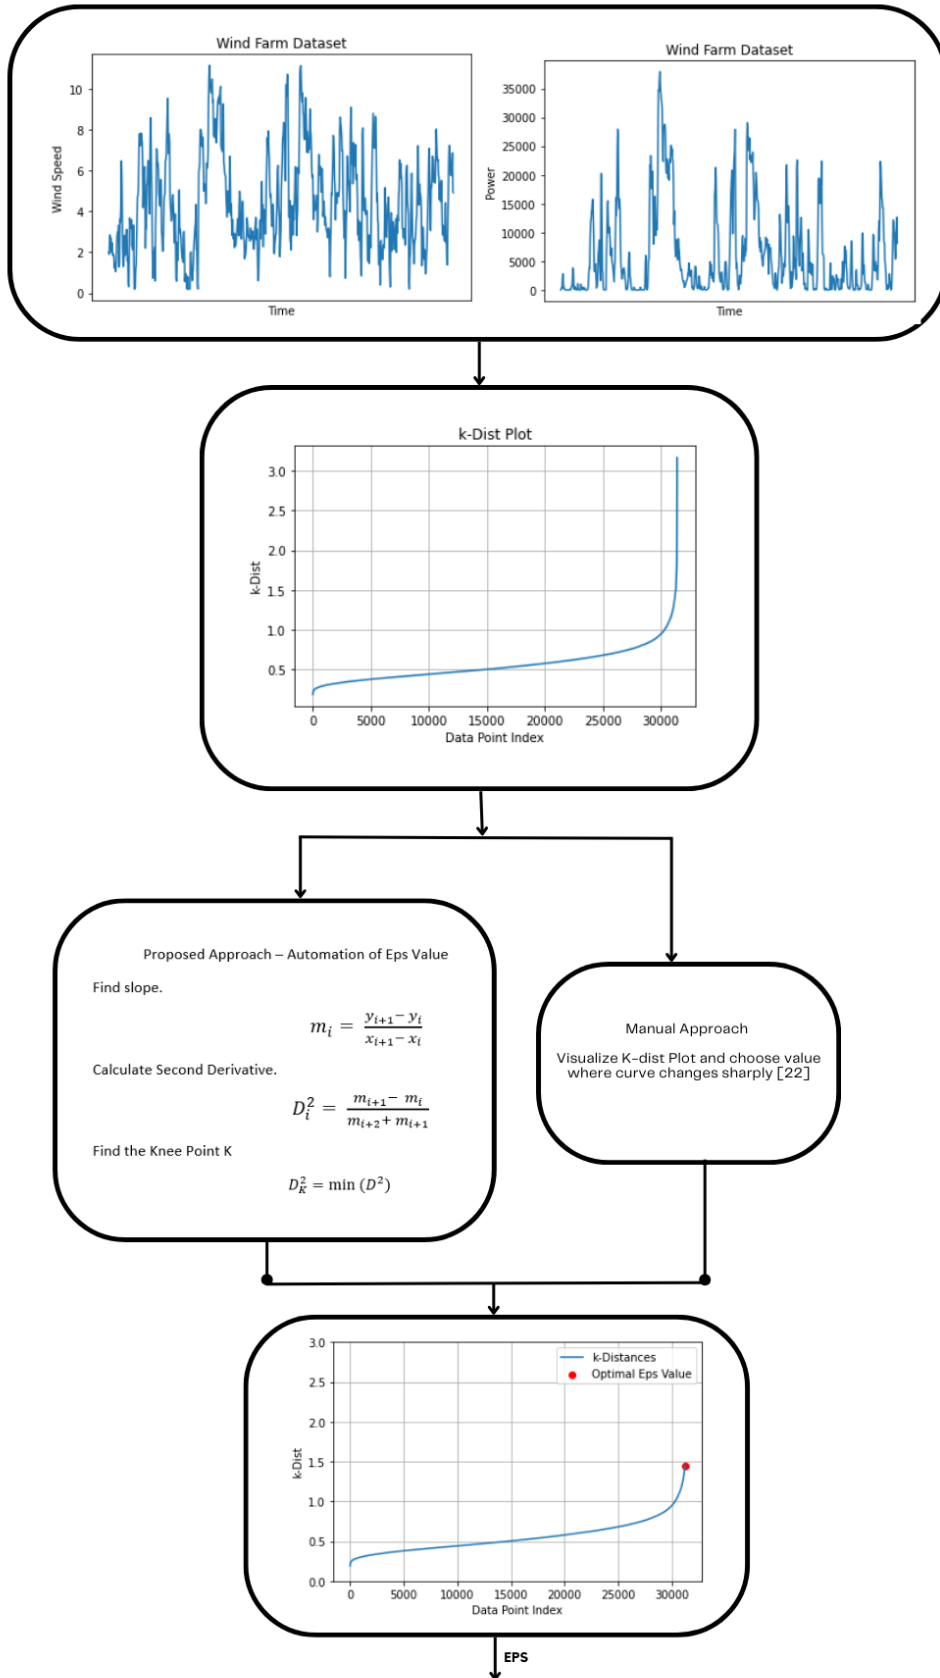 Wind Farm Dataset
10
8
6
4
2
0
Wind Speed
Time
Wind Farm Dataset
35000
30000
25000
20000
15000
10000
5000
0
Power
Time
k-Dist Plot
3.0
2.5
2.0
1.5
1.0
0.5
k-Dist
0 5000 10000 15000 20000 25000 30000
Data Point Index
Proposed Approach – Automation of Eps Value
Find slope.
m_i = (y_{i+1} − y_i) / (x_{i+1} − x_i)
Calculate Second Derivative.
D_i^2 = (m_{i+1} − m_i) / (m_{i+2} + m_{i+1})
Find the Knee Point K
D_K^2 = min (D^2)
Manual Approach
Visualize K-dist Plot and choose value
where curve changes sharply [22]
3.0
2.5
2.0
1.5
1.0
0.5
0.0
k-Dist
k-Distances
Optimal Eps Value
0 5000 10000 15000 20000 25000 30000
Data Point Index
EPS